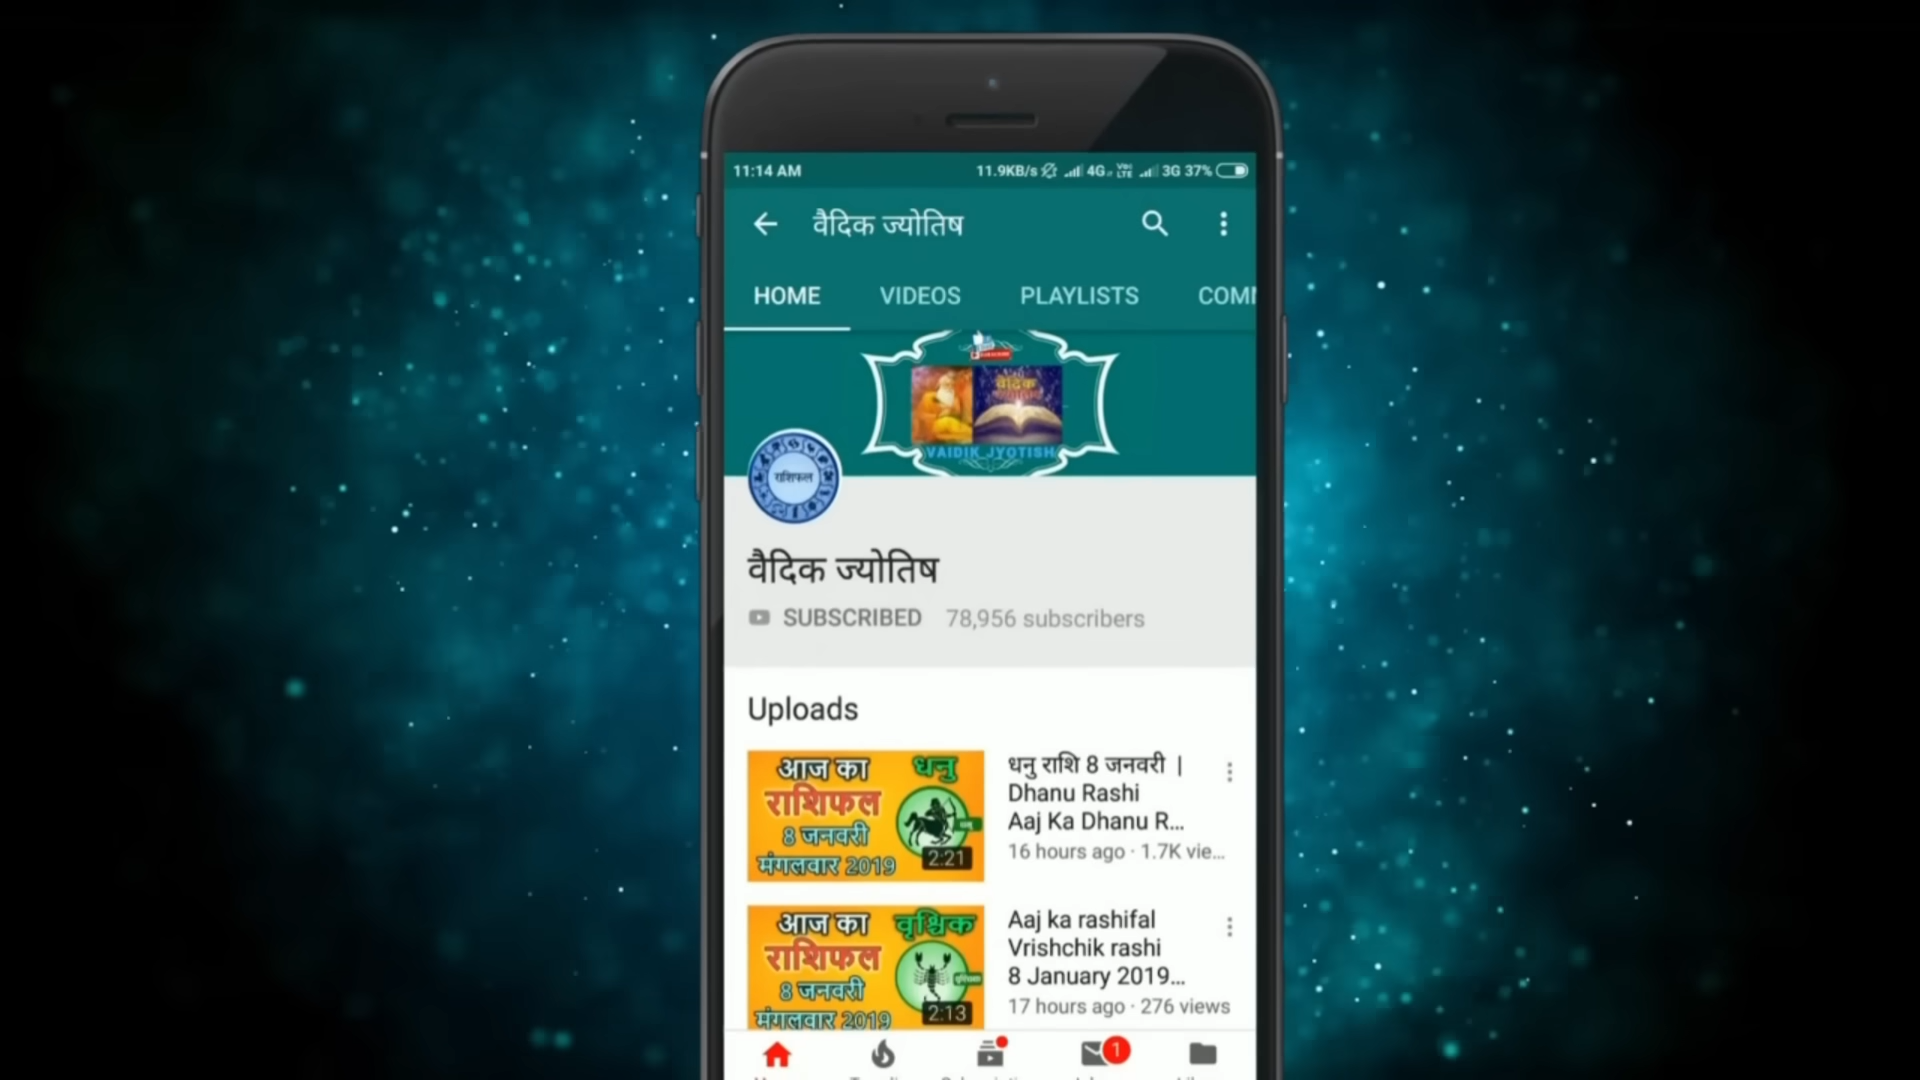 11:14 AM 11.9KB/s 4G VoLTE 3G 37%
वैदिक ज्योतिष
HOME VIDEOS PLAYLISTS COM
वैदिक
VAIDIK JYOTISH
राशिफल
वैदिक ज्योतिष
SUBSCRIBED 78,956 subscribers
Uploads
आज का धनु
राशिफल
8 जनवरी
मंगलवार 2019
2:21
धनु राशि 8 जनवरी |
Dhanu Rashi
Aaj Ka Dhanu R...
16 hours ago · 1.7K vie...
आज का वृश्चिक
राशिफल
8 जनवरी
मंगलवार 2019
2:13
Aaj ka rashifal
Vrishchik rashi
8 January 2019...
17 hours ago · 276 views
1